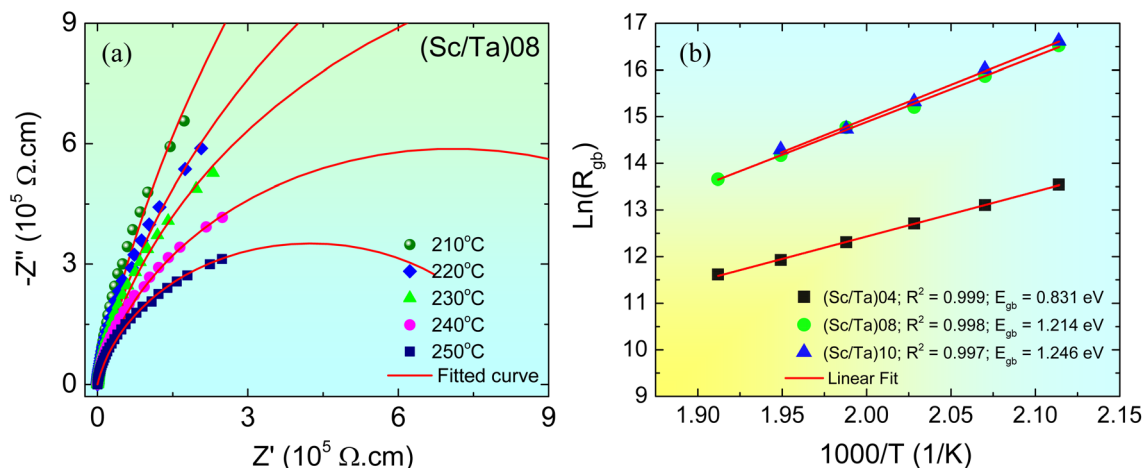 (a)
(Sc/Ta)08
9
6
3
0
-Z" (10⁵ Ω.cm)
210°C
220°C
230°C
240°C
250°C
Fitted curve
0 3 6 9
Z' (10⁵ Ω.cm)
(b)
17
16
15
14
13
12
11
10
9
Ln(R_gb)
(Sc/Ta)04; R² = 0.999; E_gb = 0.831 eV
(Sc/Ta)08; R² = 0.998; E_gb = 1.214 eV
(Sc/Ta)10; R² = 0.997; E_gb = 1.246 eV
Linear Fit
1.90 1.95 2.00 2.05 2.10 2.15
1000/T (1/K)